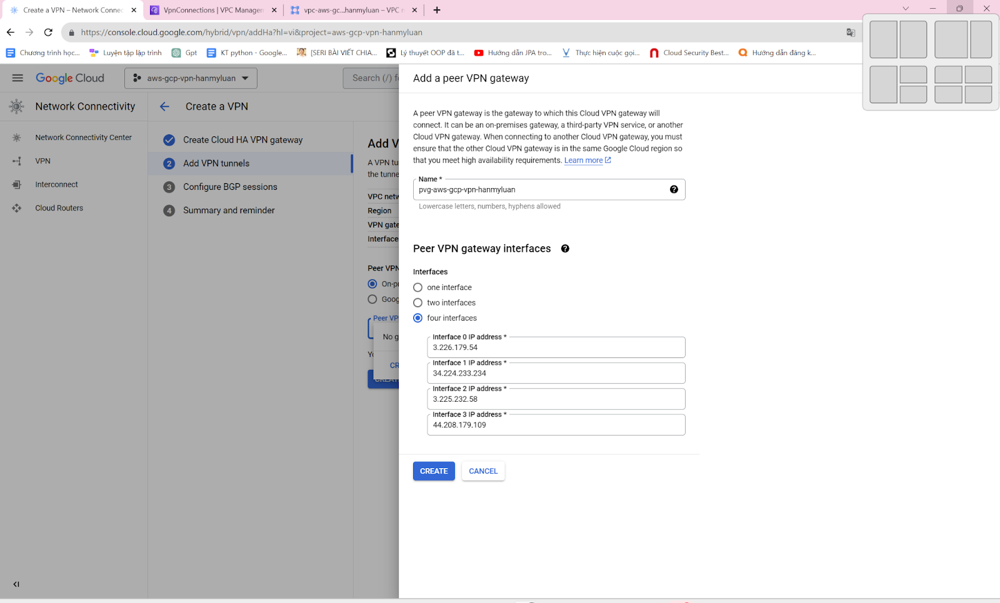 Create a VPN – Network Connec
VpnConnections | VPC Manager
vpc-aws-gc...hanmyluan – VPC n
https://console.cloud.google.com/hybrid/vpn/addHa?hl=vi&project=aws-gcp-vpn-hanmyluan
Chương trình học...
Luyện tập lập trình
Gpt
KT python - Google...
[SERI BÀI VIẾT CHIA...
Lý thuyết OOP đã t...
Hướng dẫn JPA tro...
Thực hiện cuộc gọi...
Cloud Security Best...
Hướng dẫn đăng k...
Google Cloud
aws-gcp-vpn-hanmyluan
Search (/) fo
Network Connectivity
Network Connectivity Center
VPN
Interconnect
Cloud Routers
Create a VPN
Create Cloud HA VPN gateway
2 Add VPN tunnels
3 Configure BGP sessions
4 Summary and reminder
Add V
A VPN tu
the tunne
VPC netw
Region
VPN gate
Interface
Peer VPN
On-pr
Goog
Peer VP
No g
Yo
CR
CREAT
Add a peer VPN gateway
A peer VPN gateway is the gateway to which this Cloud VPN gateway will
connect. It can be an on-premises gateway, a third-party VPN service, or another
Cloud VPN gateway. When connecting to another Cloud VPN gateway, you must
ensure that the other Cloud VPN gateway is in the same Google Cloud region so
that you meet high availability requirements. Learn more
Name *
pvg-aws-gcp-vpn-hanmyluan
Lowercase letters, numbers, hyphens allowed
Peer VPN gateway interfaces
Interfaces
one interface
two interfaces
four interfaces
Interface 0 IP address *
3.226.179.54
Interface 1 IP address *
34.224.233.234
Interface 2 IP address *
3.225.232.58
Interface 3 IP address *
44.208.179.109
CREATE
CANCEL